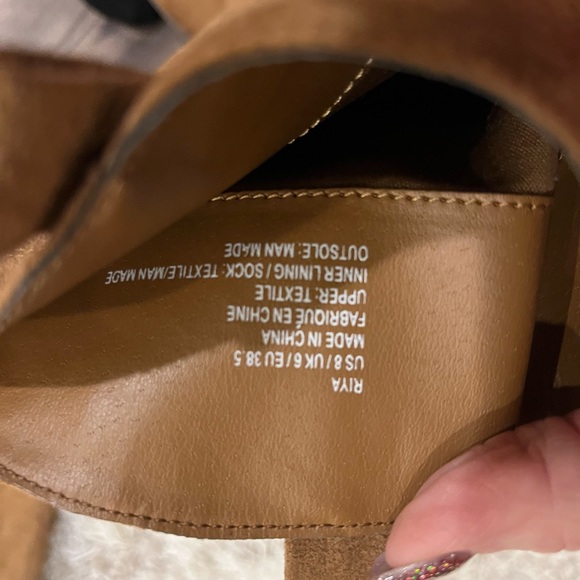 RIYA
US 8 / UK 6 / EU 38.5
MADE IN CHINA
FABRIQUÉ EN CHINE
UPPER: TEXTILE
INNER LINING / SOCK: TEXTILE/MAN MADE
OUTSOLE: MAN MADE